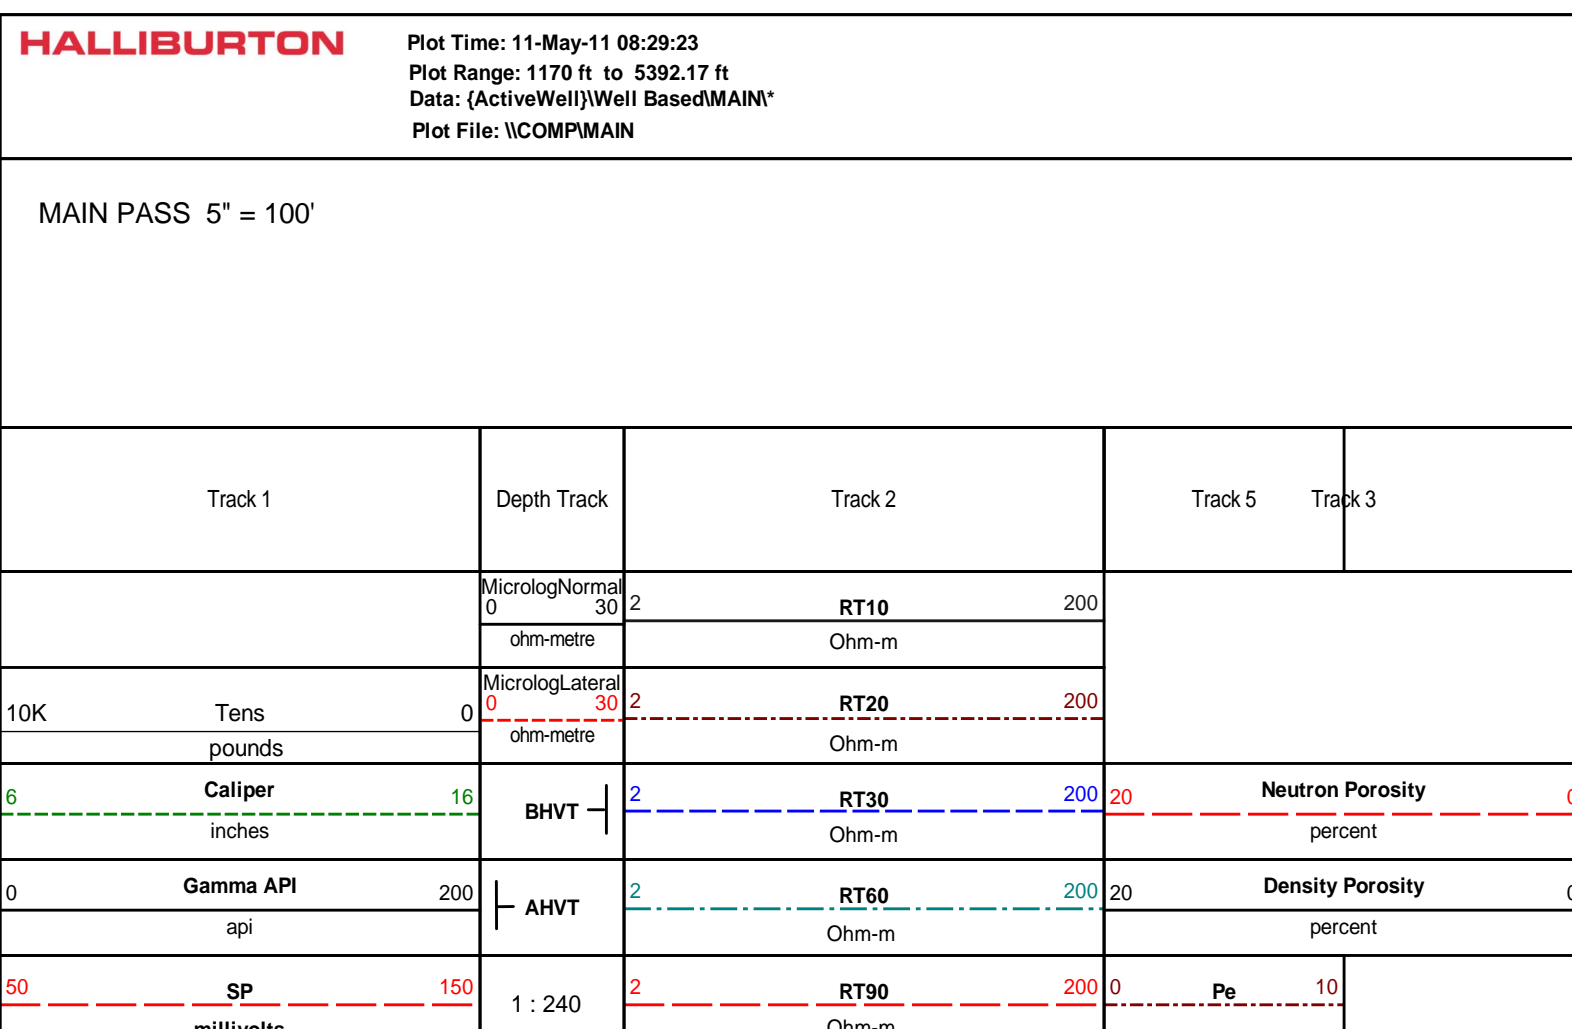 HALLIBURTON
Plot Time: 11-May-11 08:29:23
Plot Range: 1170 ft to 5392.17 ft
Data: {ActiveWell}\Well Based\MAIN\*
Plot File: \\COMP\MAIN
MAIN PASS 5" = 100'
Track 1 Depth Track Track 2 Track 5 Track 3
MicrologNormal
0 30 2 RT10 200
ohm-metre Ohm-m
MicrologLateral
10K Tens 0 0 30 2 RT20 200
pounds ohm-metre Ohm-m
6 Caliper 16 BHVT 2 RT30 200 20 Neutron Porosity 0
inches Ohm-m percent
0 Gamma API 200 AHVT 2 RT60 200 20 Density Porosity 0
api Ohm-m percent
50 SP 150 1 : 240 2 RT90 200 0 Pe 10
millivolts Ohm-m